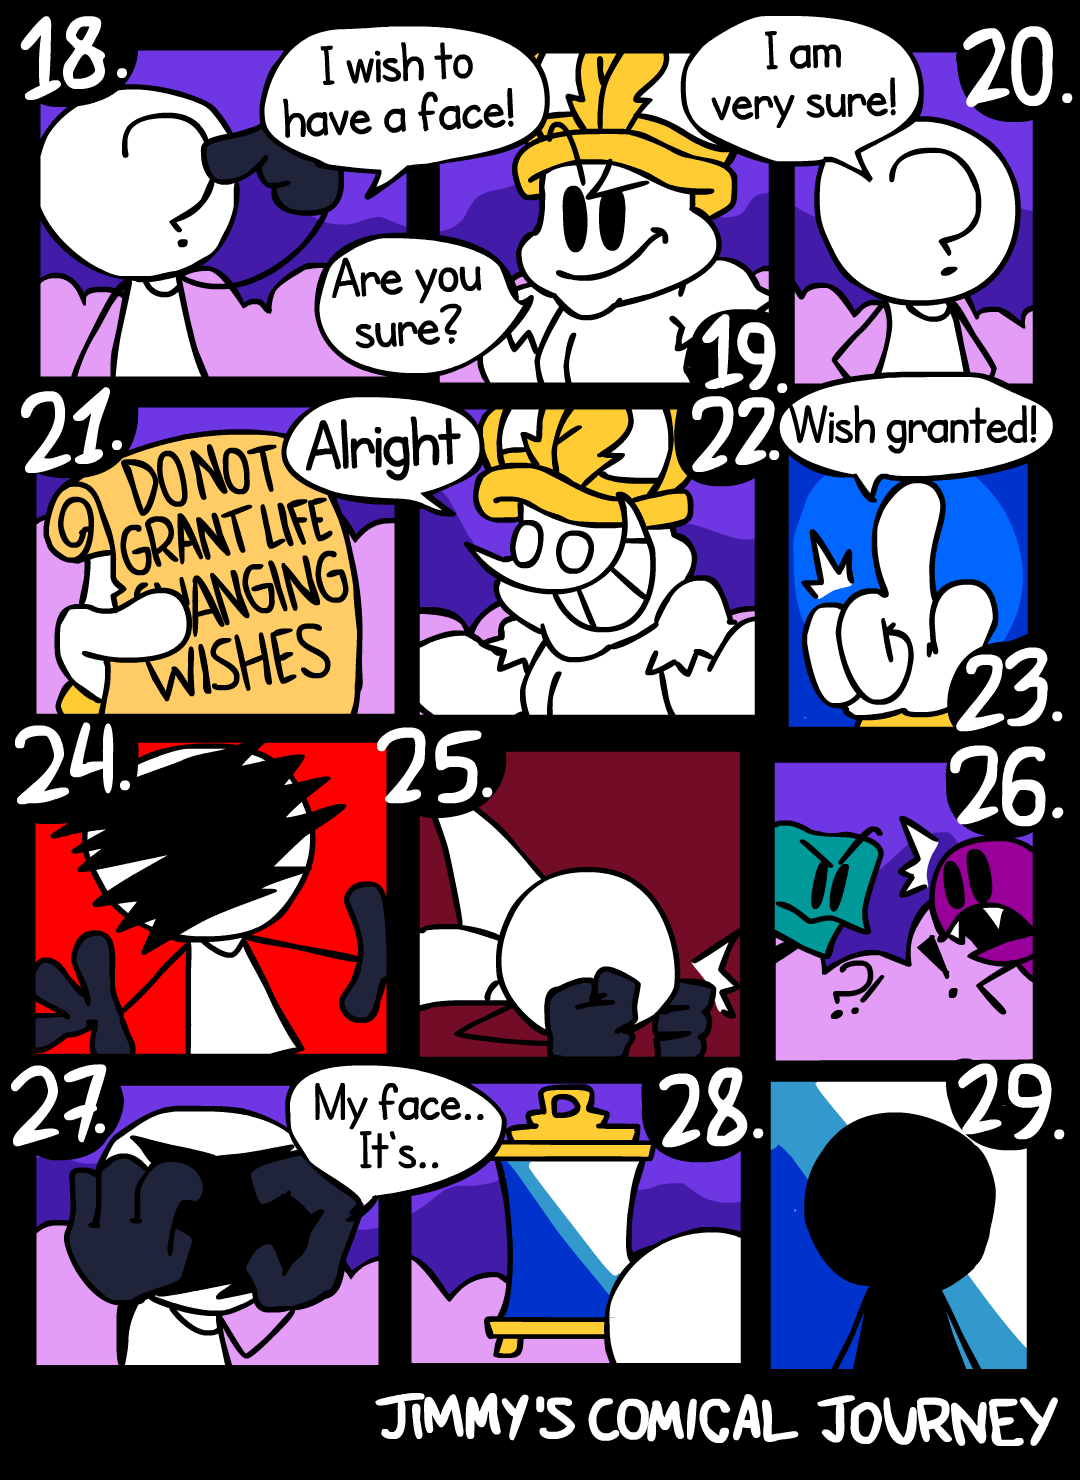 18.
I wish to
have a face!
Are you
sure?
19.
I am
very sure!
20.
21.
DO NOT
GRANT LIFE
CHANGING
WISHES
Alright
22.
Wish granted!
23.
24.
25.
26.
?!
!
27.
My face..
It's..
28.
29.
JIMMY'S COMICAL JOURNEY